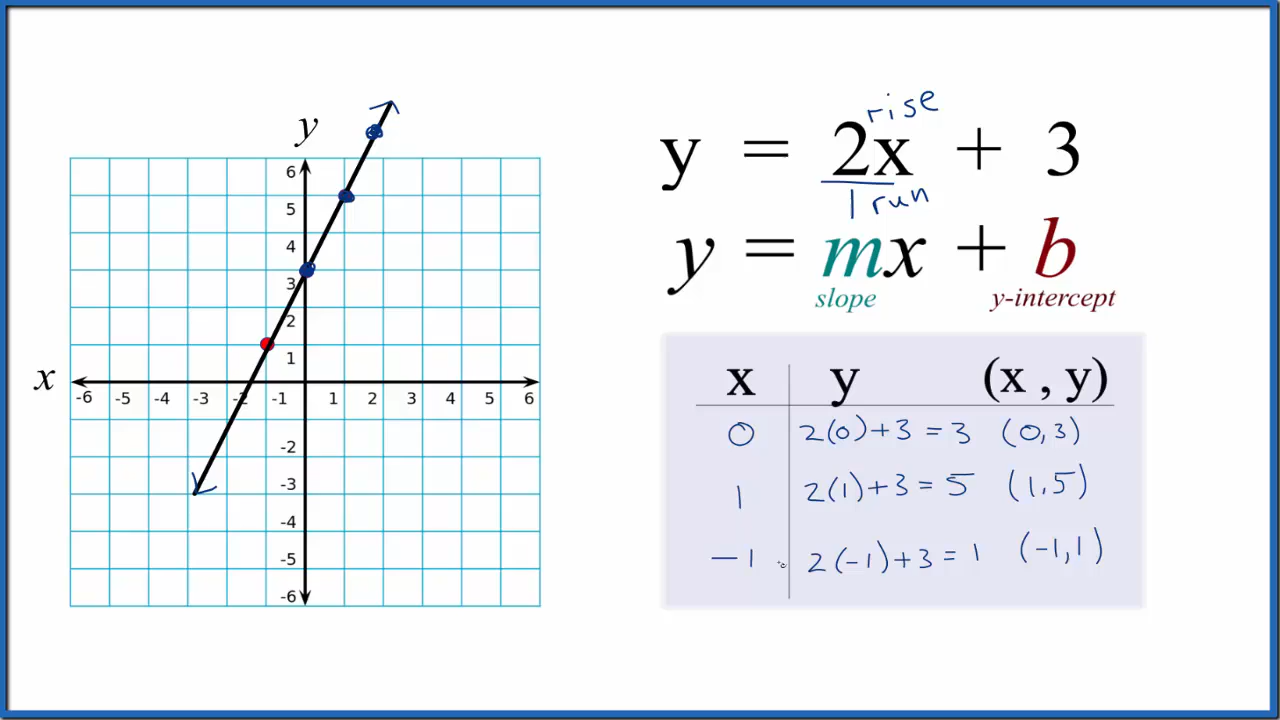 y
6
5
4
3
2
1
x
-6 -5 -4 -3 -2 -1 1 2 3 4 5 6
-2
-3
-4
-5
-6
rise
y = 2x + 3
1 run
y = mx + b
slope y-intercept
x y (x , y)
0 2(0)+3 = 3 (0,3)
1 2(1)+3 = 5 (1,5)
-1 2(-1)+3 = 1 (-1,1)